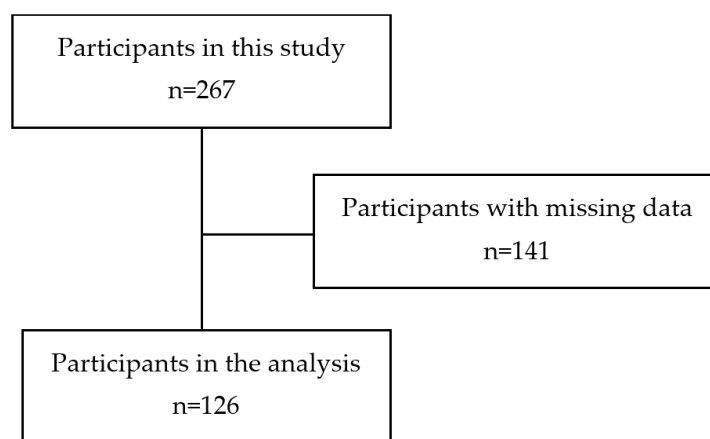 Participants in this study
n=267
Participants with missing data
n=141
Participants in the analysis
n=126